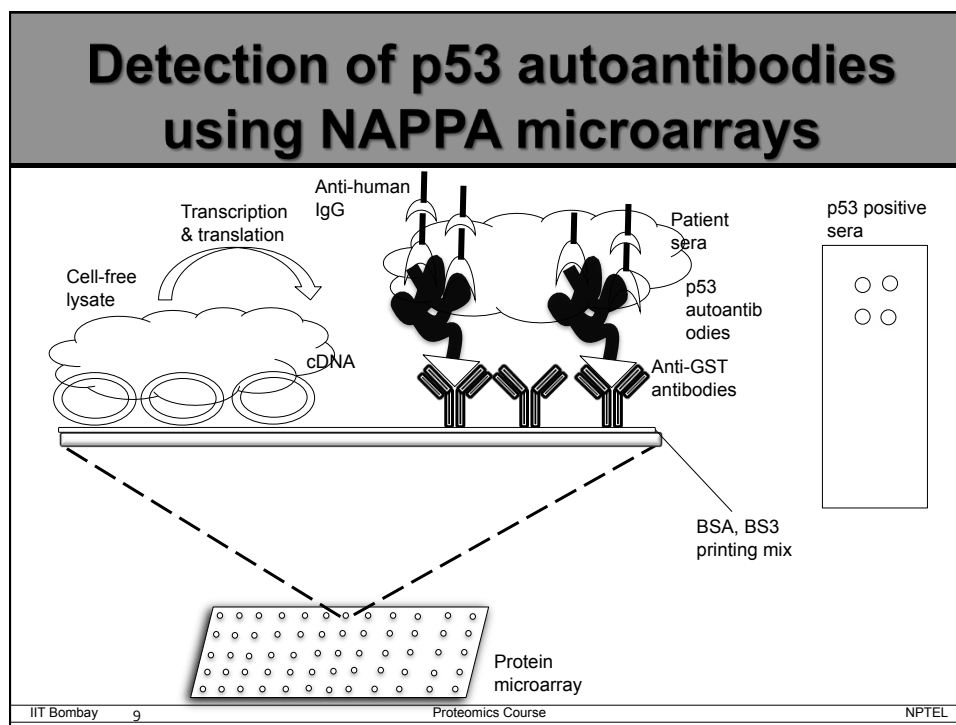 Detection of p53 autoantibodies
using NAPPA microarrays
Anti-human
IgG
Transcription
& translation
Patient
sera
p53 positive
sera
Cell-free
lysate
p53
autoantib
odies
cDNA
Anti-GST
antibodies
BSA, BS3
printing mix
Protein
microarray
IIT Bombay 9 Proteomics Course NPTEL